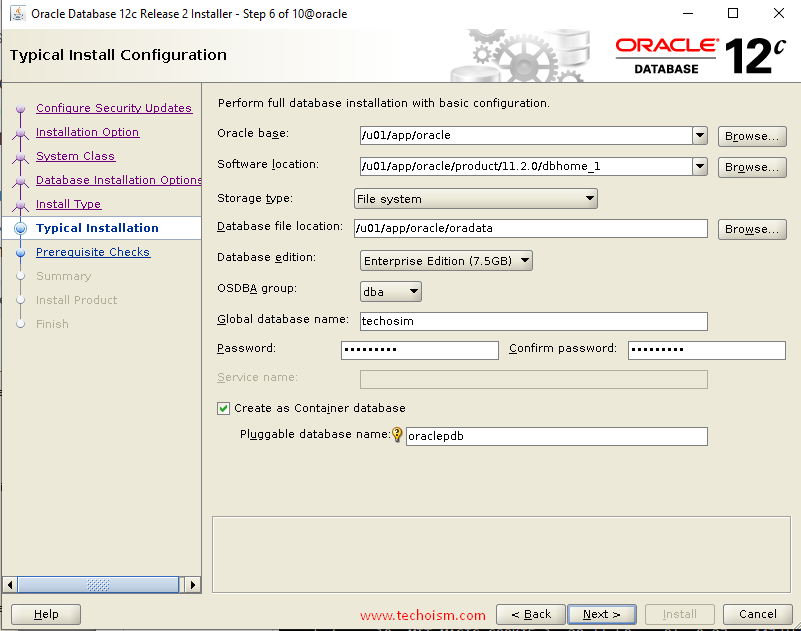 Oracle Database 12c Release 2 Installer - Step 6 of 10@oracle
Typical Install Configuration
ORACLE
DATABASE
12c
Configure Security Updates
Installation Option
System Class
Database Installation Options
Install Type
Typical Installation
Prerequisite Checks
Summary
Install Product
Finish
Perform full database installation with basic configuration.
Oracle base: /u01/app/oracle Browse...
Software location: /u01/app/oracle/product/11.2.0/dbhome_1 Browse...
Storage type: File system
Database file location: /u01/app/oracle/oradata Browse...
Database edition: Enterprise Edition (7.5GB)
OSDBA group: dba
Global database name: techosim
Password: ••••••••• Confirm password: •••••••••
Service name:
Create as Container database
Pluggable database name: oraclepdb
Help www.techoism.com < Back Next > Install Cancel